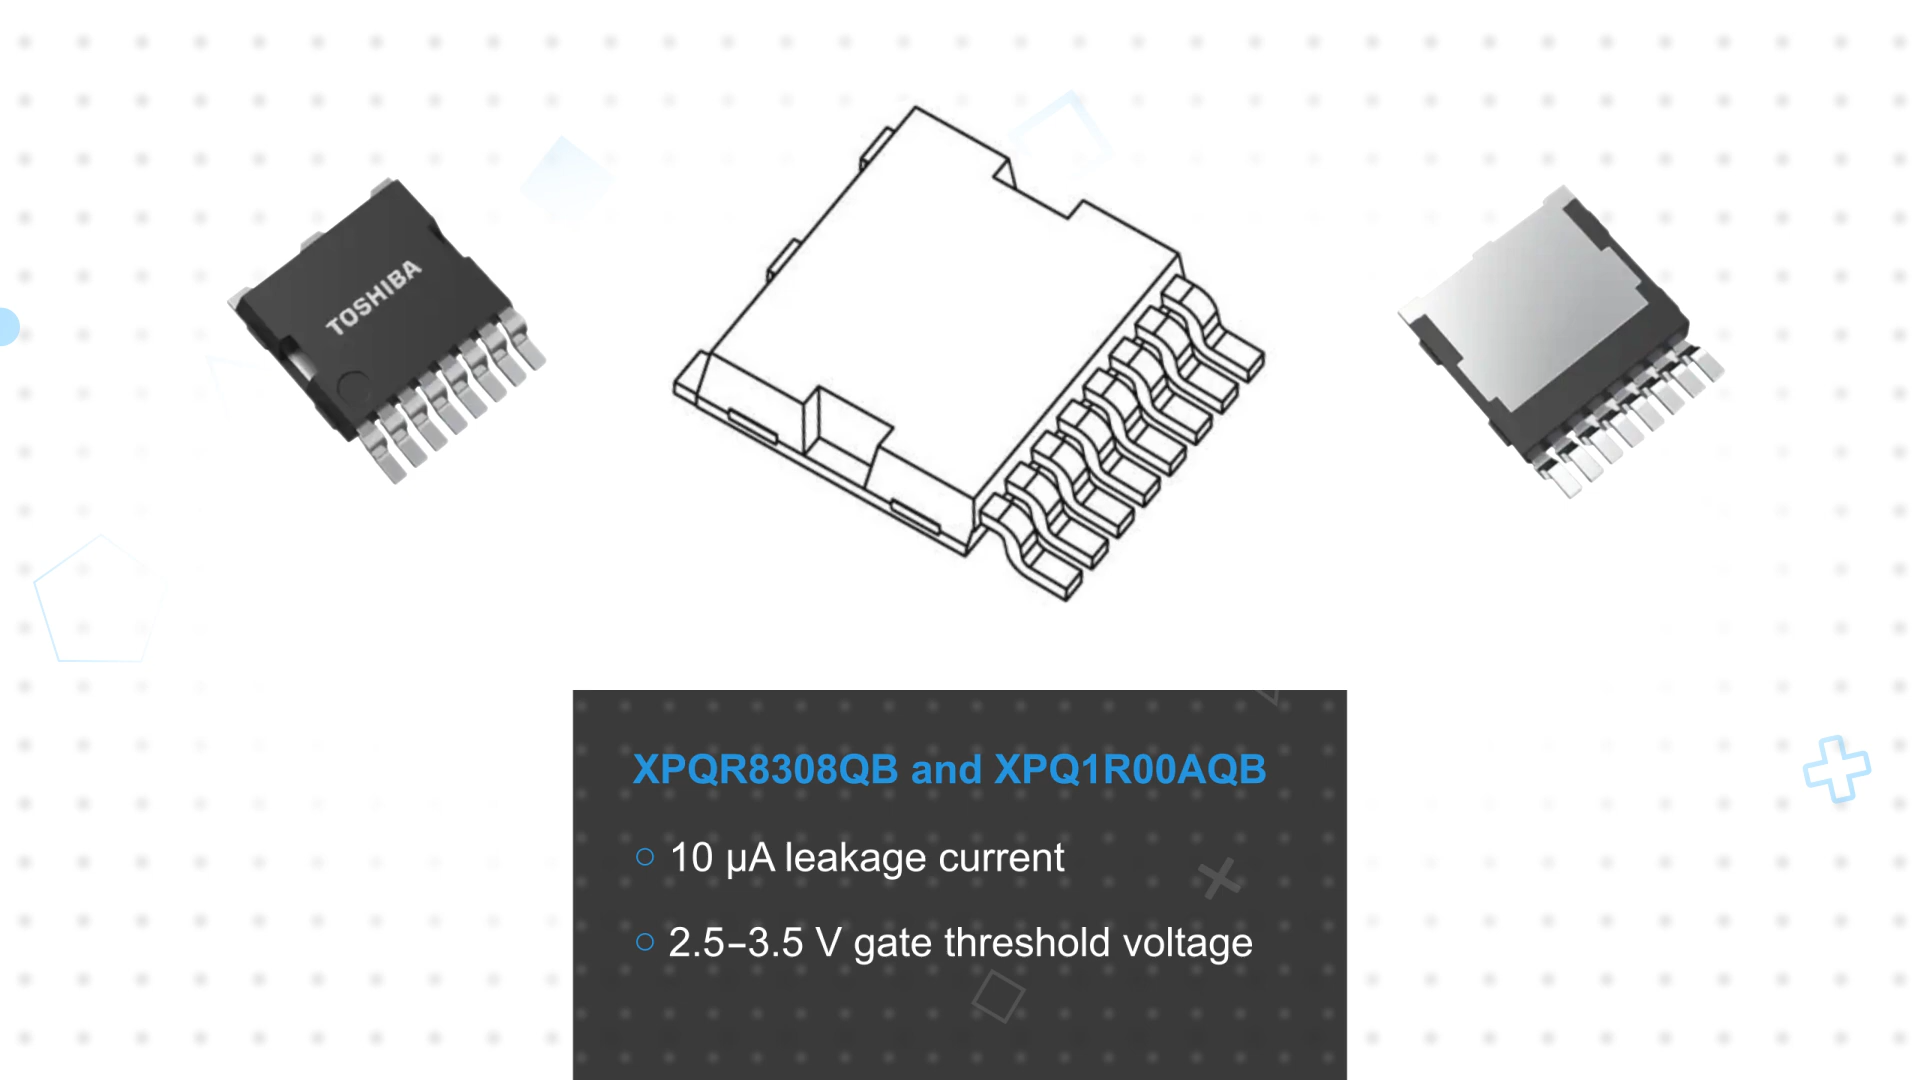 TOSHIBA
XPQR8308QB and XPQ1R00AQB
10 µA leakage current
2.5–3.5 V gate threshold voltage